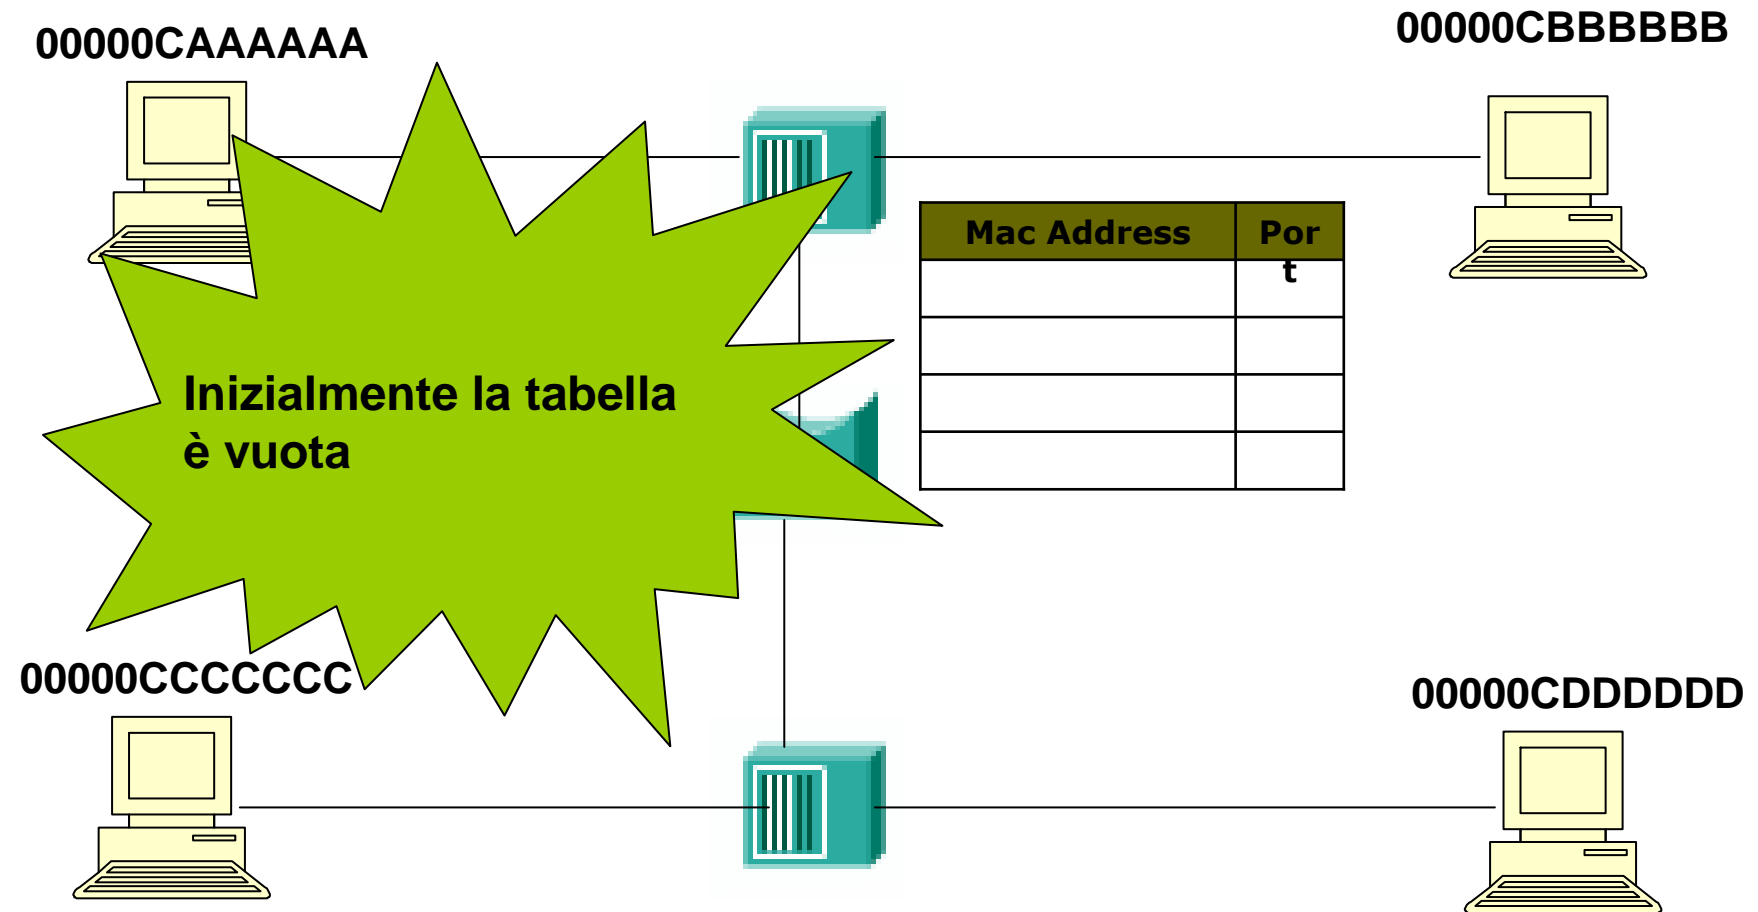 00000CAAAAAA
00000CBBBBBB
Mac Address Por
t
Inizialmente la tabella
è vuota
00000CCCCCCC
00000CDDDDDD